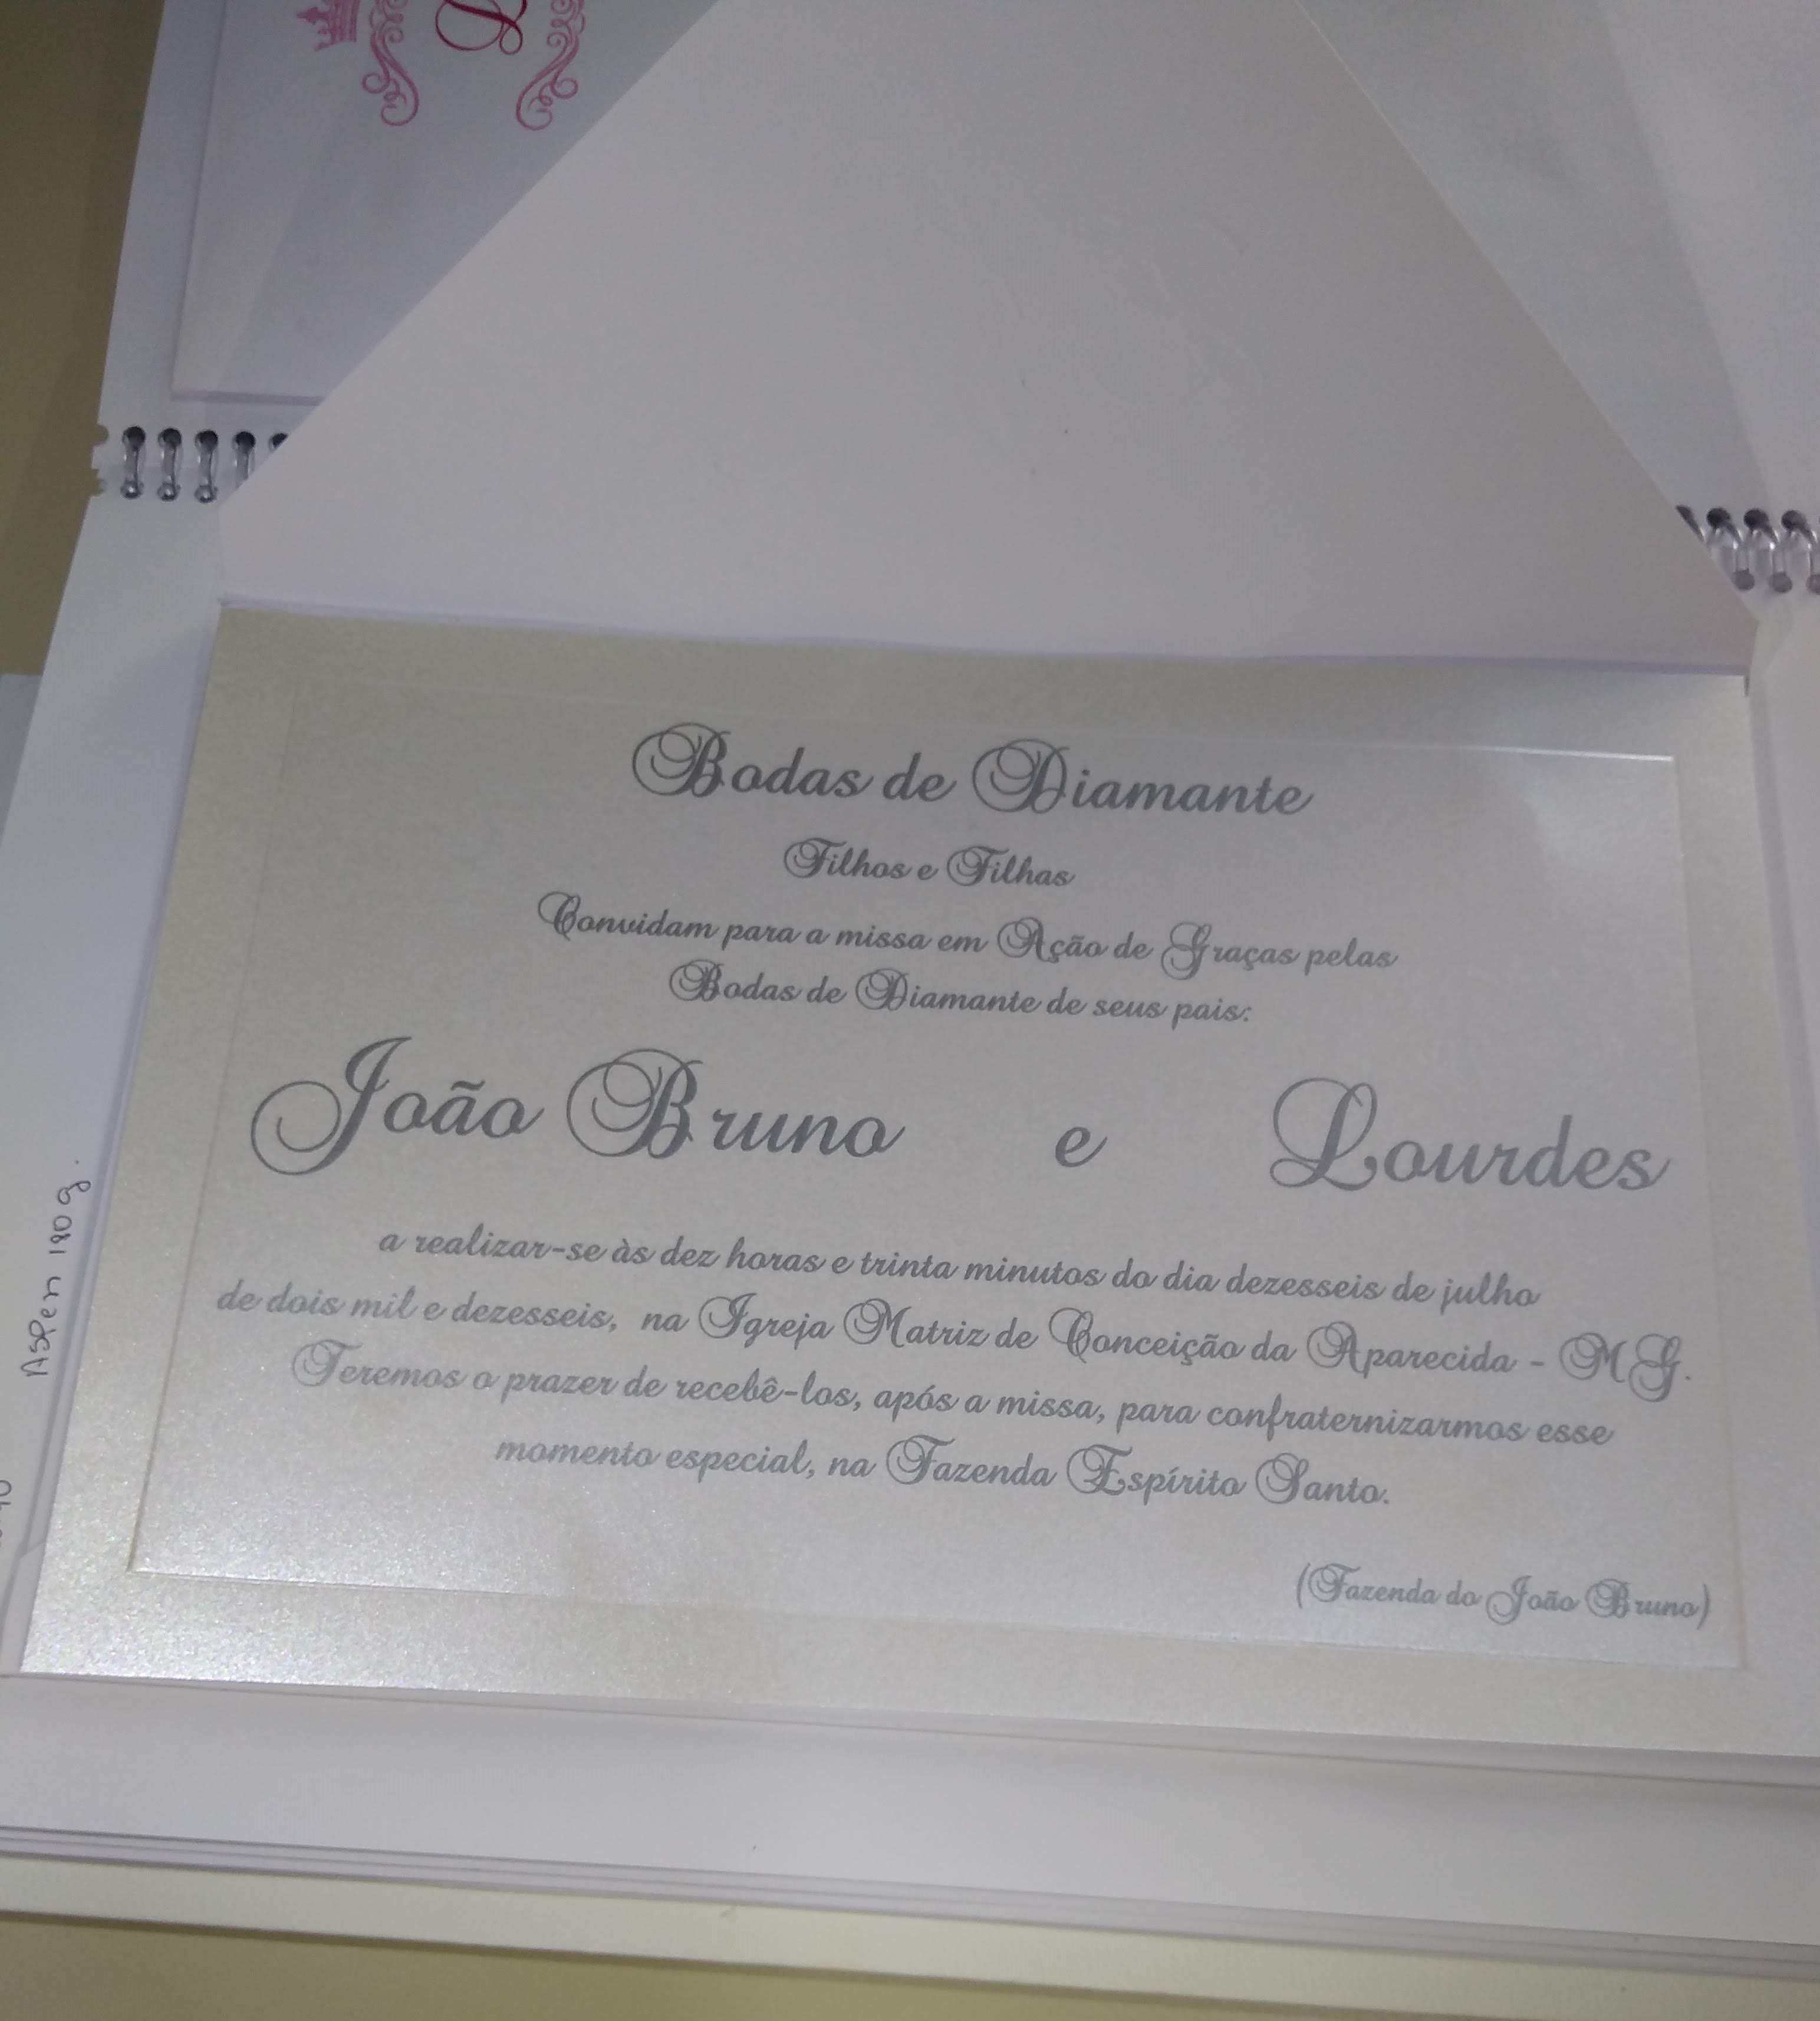 Bodas de Diamante
Filhos e Filhas
Convidam para a missa em Ação de Graças pelas
Bodas de Diamante de seus pais:
João Bruno e Lourdes
a realizar-se às dez horas e trinta minutos do dia dezesseis de julho
de dois mil e dezesseis, na Igreja Matriz de Conceição da Aparecida - MG.
Teremos o prazer de recebê-los, após a missa, para confraternizarmos esse
momento especial, na Fazenda Espírito Santo.
(Fazenda do João Bruno)
Aspen 180g.